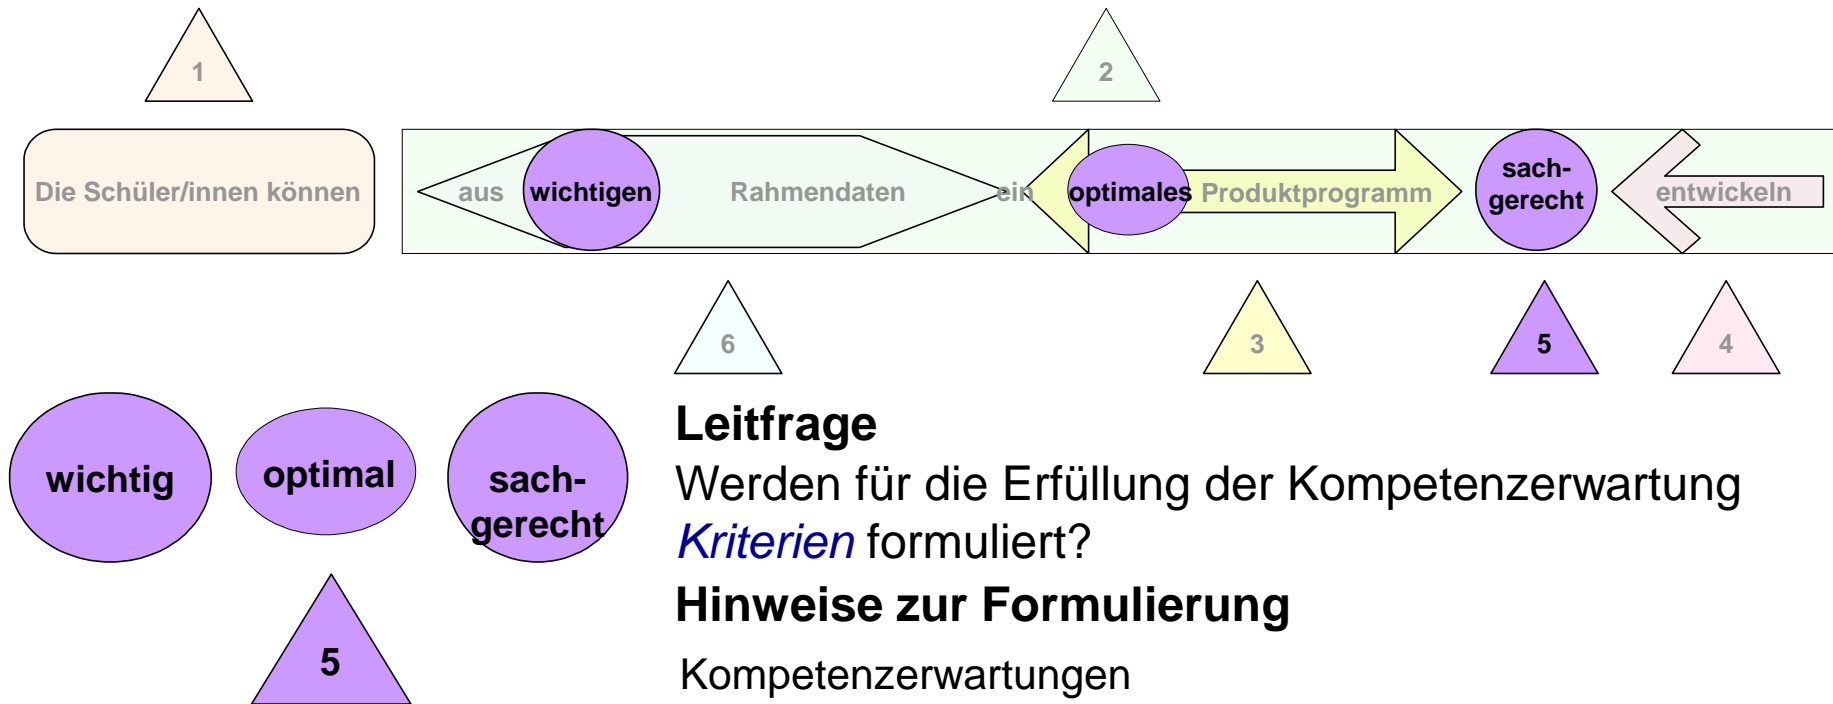 1
2
Die Schüler/innen können
aus wichtigen Rahmendaten ein optimales Produktprogramm
sach-
gerecht
entwickeln
6
3
5
4
wichtig
optimal
sach-
gerecht
5
Leitfrage
Werden für die Erfüllung der Kompetenzerwartung
Kriterien formuliert?
Hinweise zur Formulierung
Kompetenzerwartungen